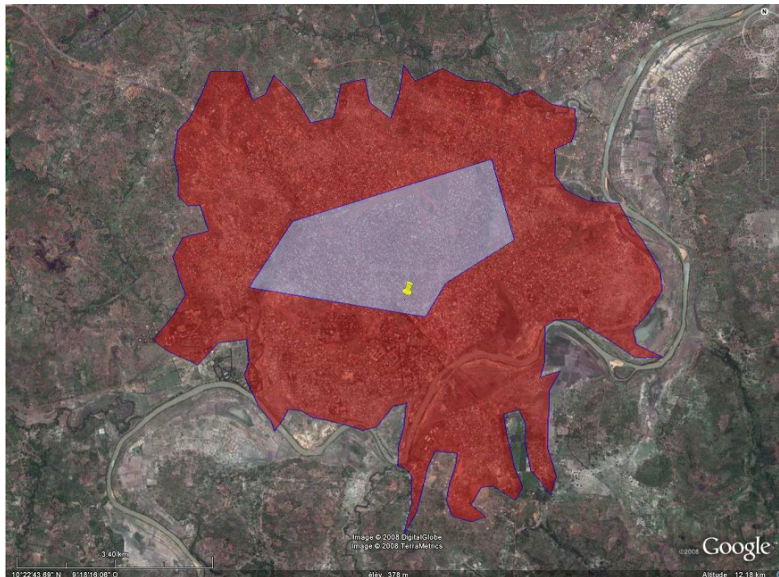 N
Image © 2008 DigitalGlobe
Image © 2008 TerraMetrics
©2008 Google
3.40 km
10°22'43.69" N 9°18'16.06" O élév. 378 m Altitude 12.18 km